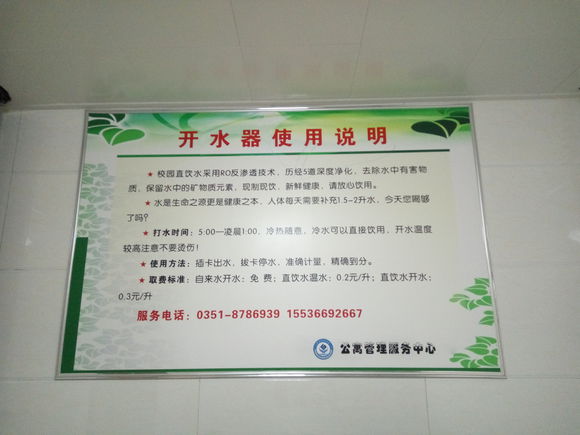 开水器使用说明
★ 校园直饮水采用RO反渗透技术，历经5道深度净化，去除水中有害物
质，保留水中的矿物质元素，现制现饮，新鲜健康，请放心饮用。
★ 水是生命之源更是健康之本，人体每天需要补充1.5-2升水，今天您喝够
了吗？
★ 打水时间：5:00—凌晨1:00，冷热随意，冷水可以直接饮用，开水温度
较高注意不要烫伤！
★ 使用方法：插卡出水，拔卡停水，准确计量，精确到分。
★ 取费标准：自来水开水：免 费；直饮水温水：0.2元/升；直饮水开水：
0.3元/升
服务电话：0351-8786939 15536692667
公寓管理服务中心